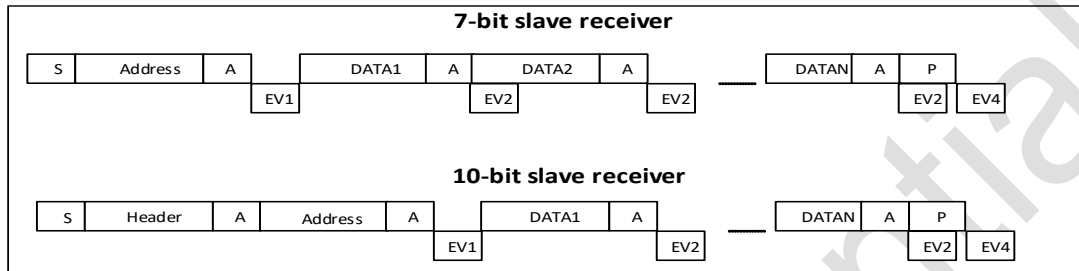 7-bit slave receiver
S Address A DATA1 A DATA2 A DATAN A P
EV1 EV2 EV2 EV2 EV4
10-bit slave receiver
S Header A Address A DATA1 A DATAN A P
EV1 EV2 EV2 EV4